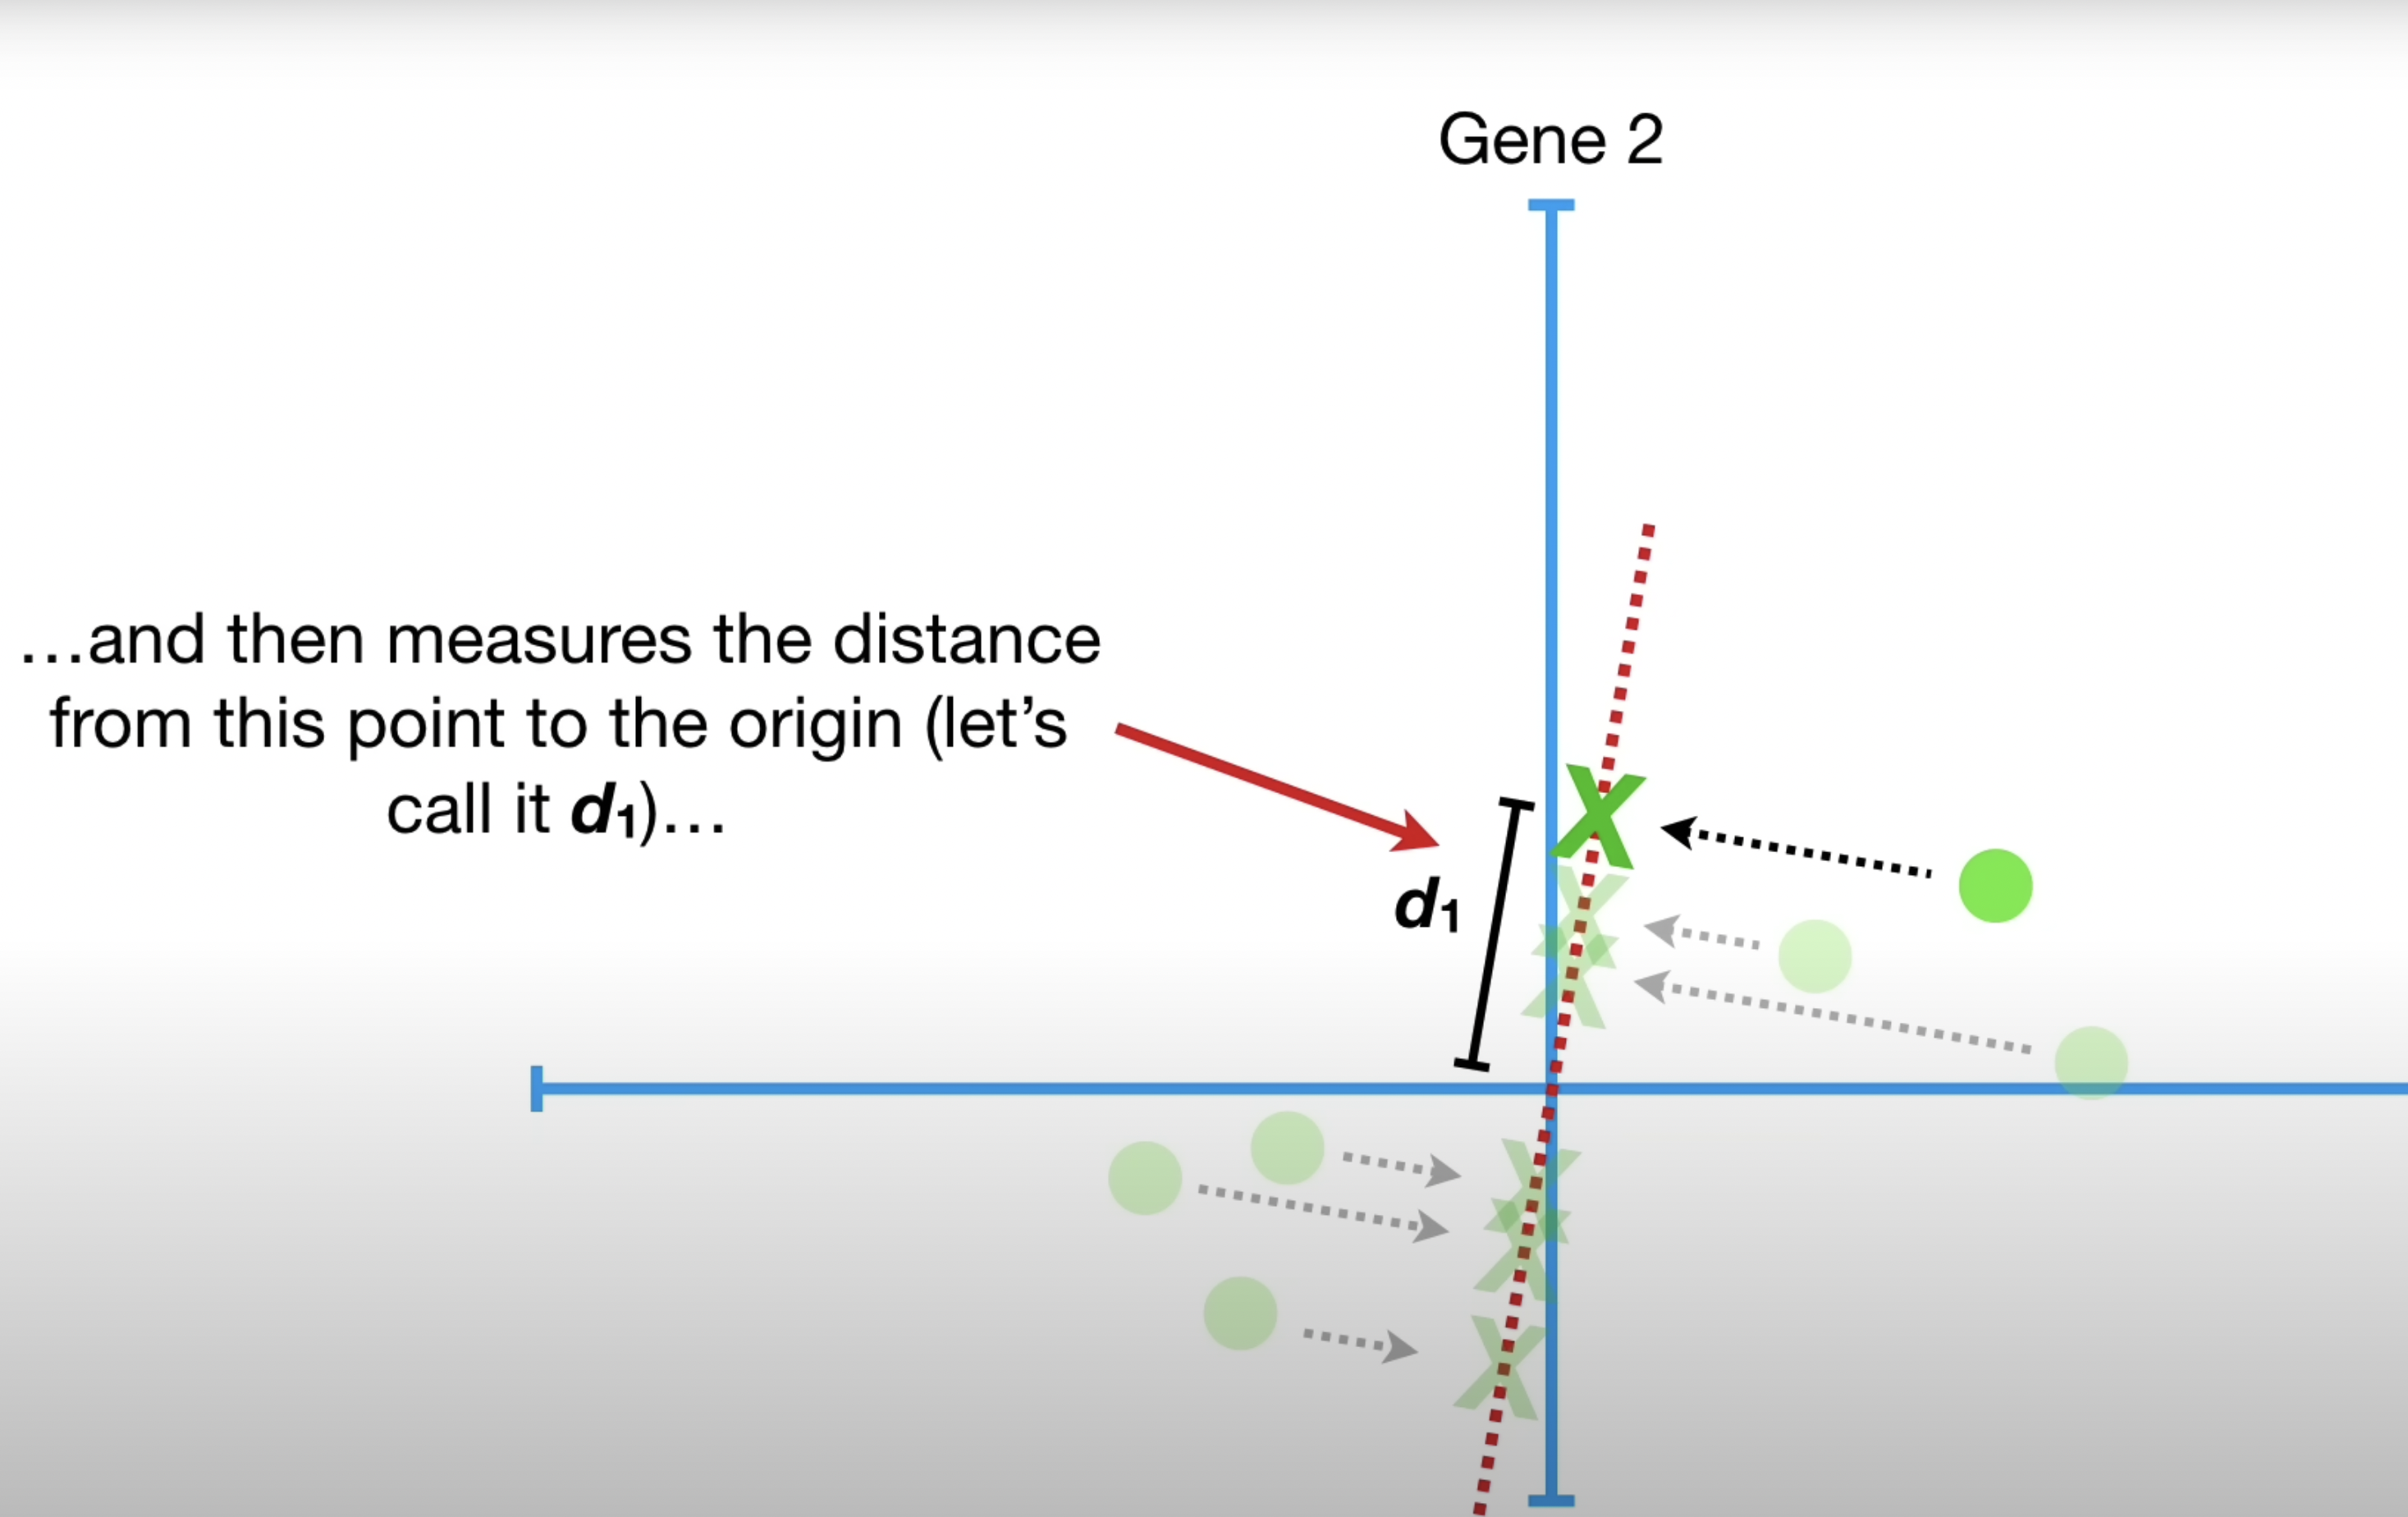 Gene 2
…and then measures the distance
from this point to the origin (let’s
call it d1)…
d1